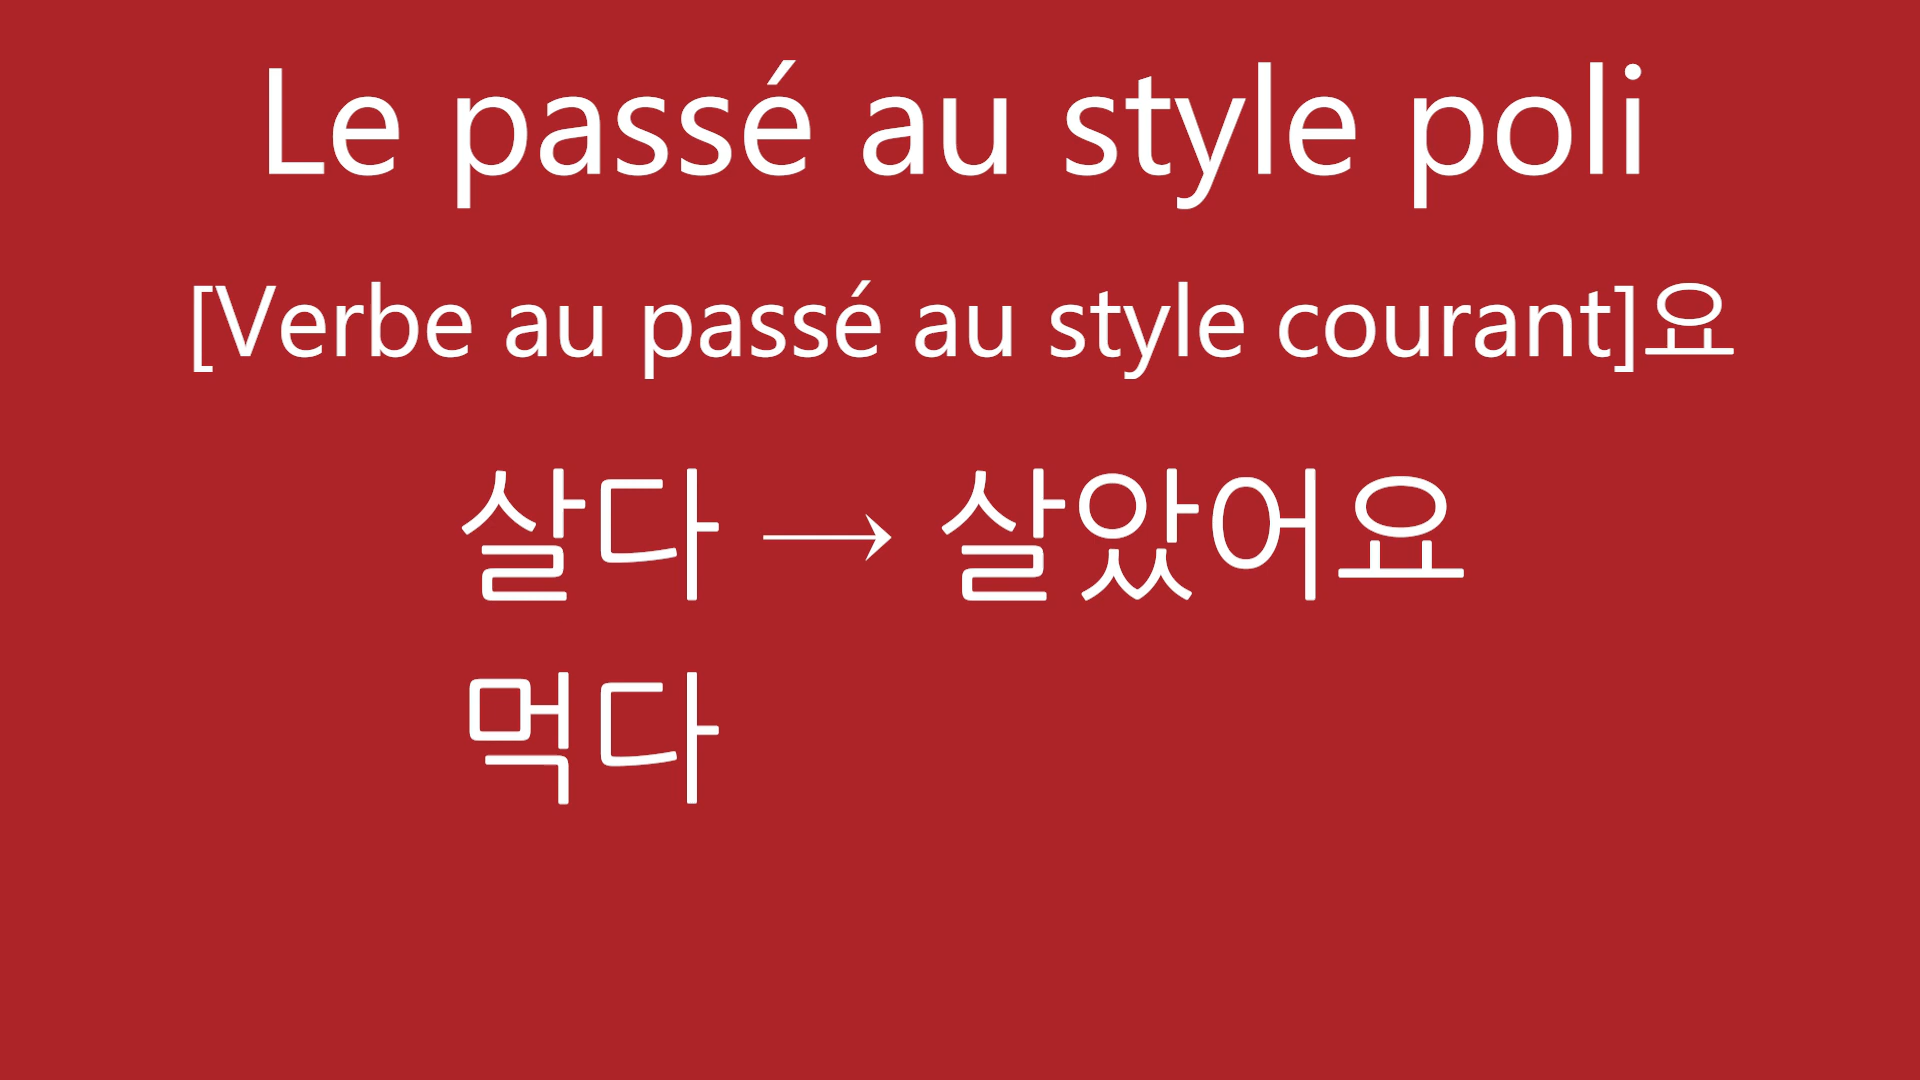 Le passé au style poli
[Verbe au passé au style courant]요
살다 → 살았어요
먹다